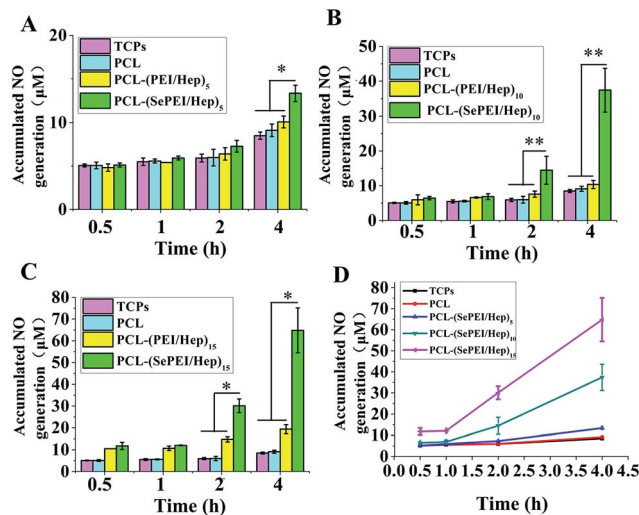 A
Accumulated NO
generation (μM)
20
15
10
5
0
TCPs
PCL
PCL-(PEI/Hep)5
PCL-(SePEI/Hep)5
*
0.5 1 2 4
Time (h)
B
Accumulated NO
generation (μM)
50
40
30
20
10
0
TCPs
PCL
PCL-(PEI/Hep)10
PCL-(SePEI/Hep)10
**
**
0.5 1 2 4
Time (h)
C
Accumulated NO
generation (μM)
80
70
60
50
40
30
20
10
0
TCPs
PCL
PCL-(PEI/Hep)15
PCL-(SePEI/Hep)15
*
*
0.5 1 2 4
Time (h)
D
Accumulated NO
generation (μM)
80
70
60
50
40
30
20
10
0
TCPs
PCL
PCL-(SePEI/Hep)5
PCL-(SePEI/Hep)10
PCL-(SePEI/Hep)15
0.0 0.5 1.0 1.5 2.0 2.5 3.0 3.5 4.0 4.5
Time (h)